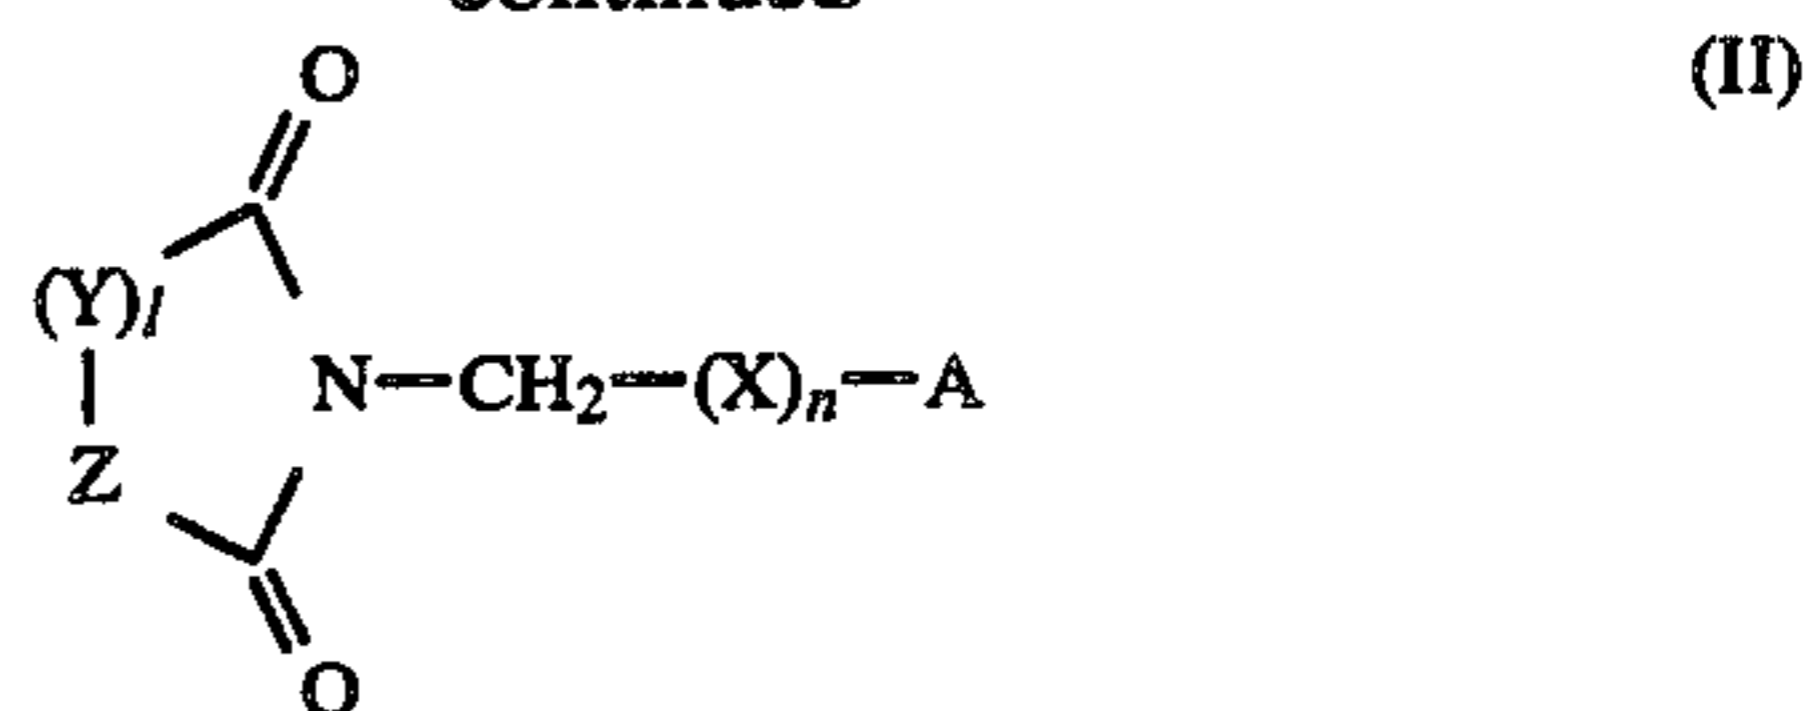 O
(II)
(Y)l
N—CH2—(X)n—A
Z
O